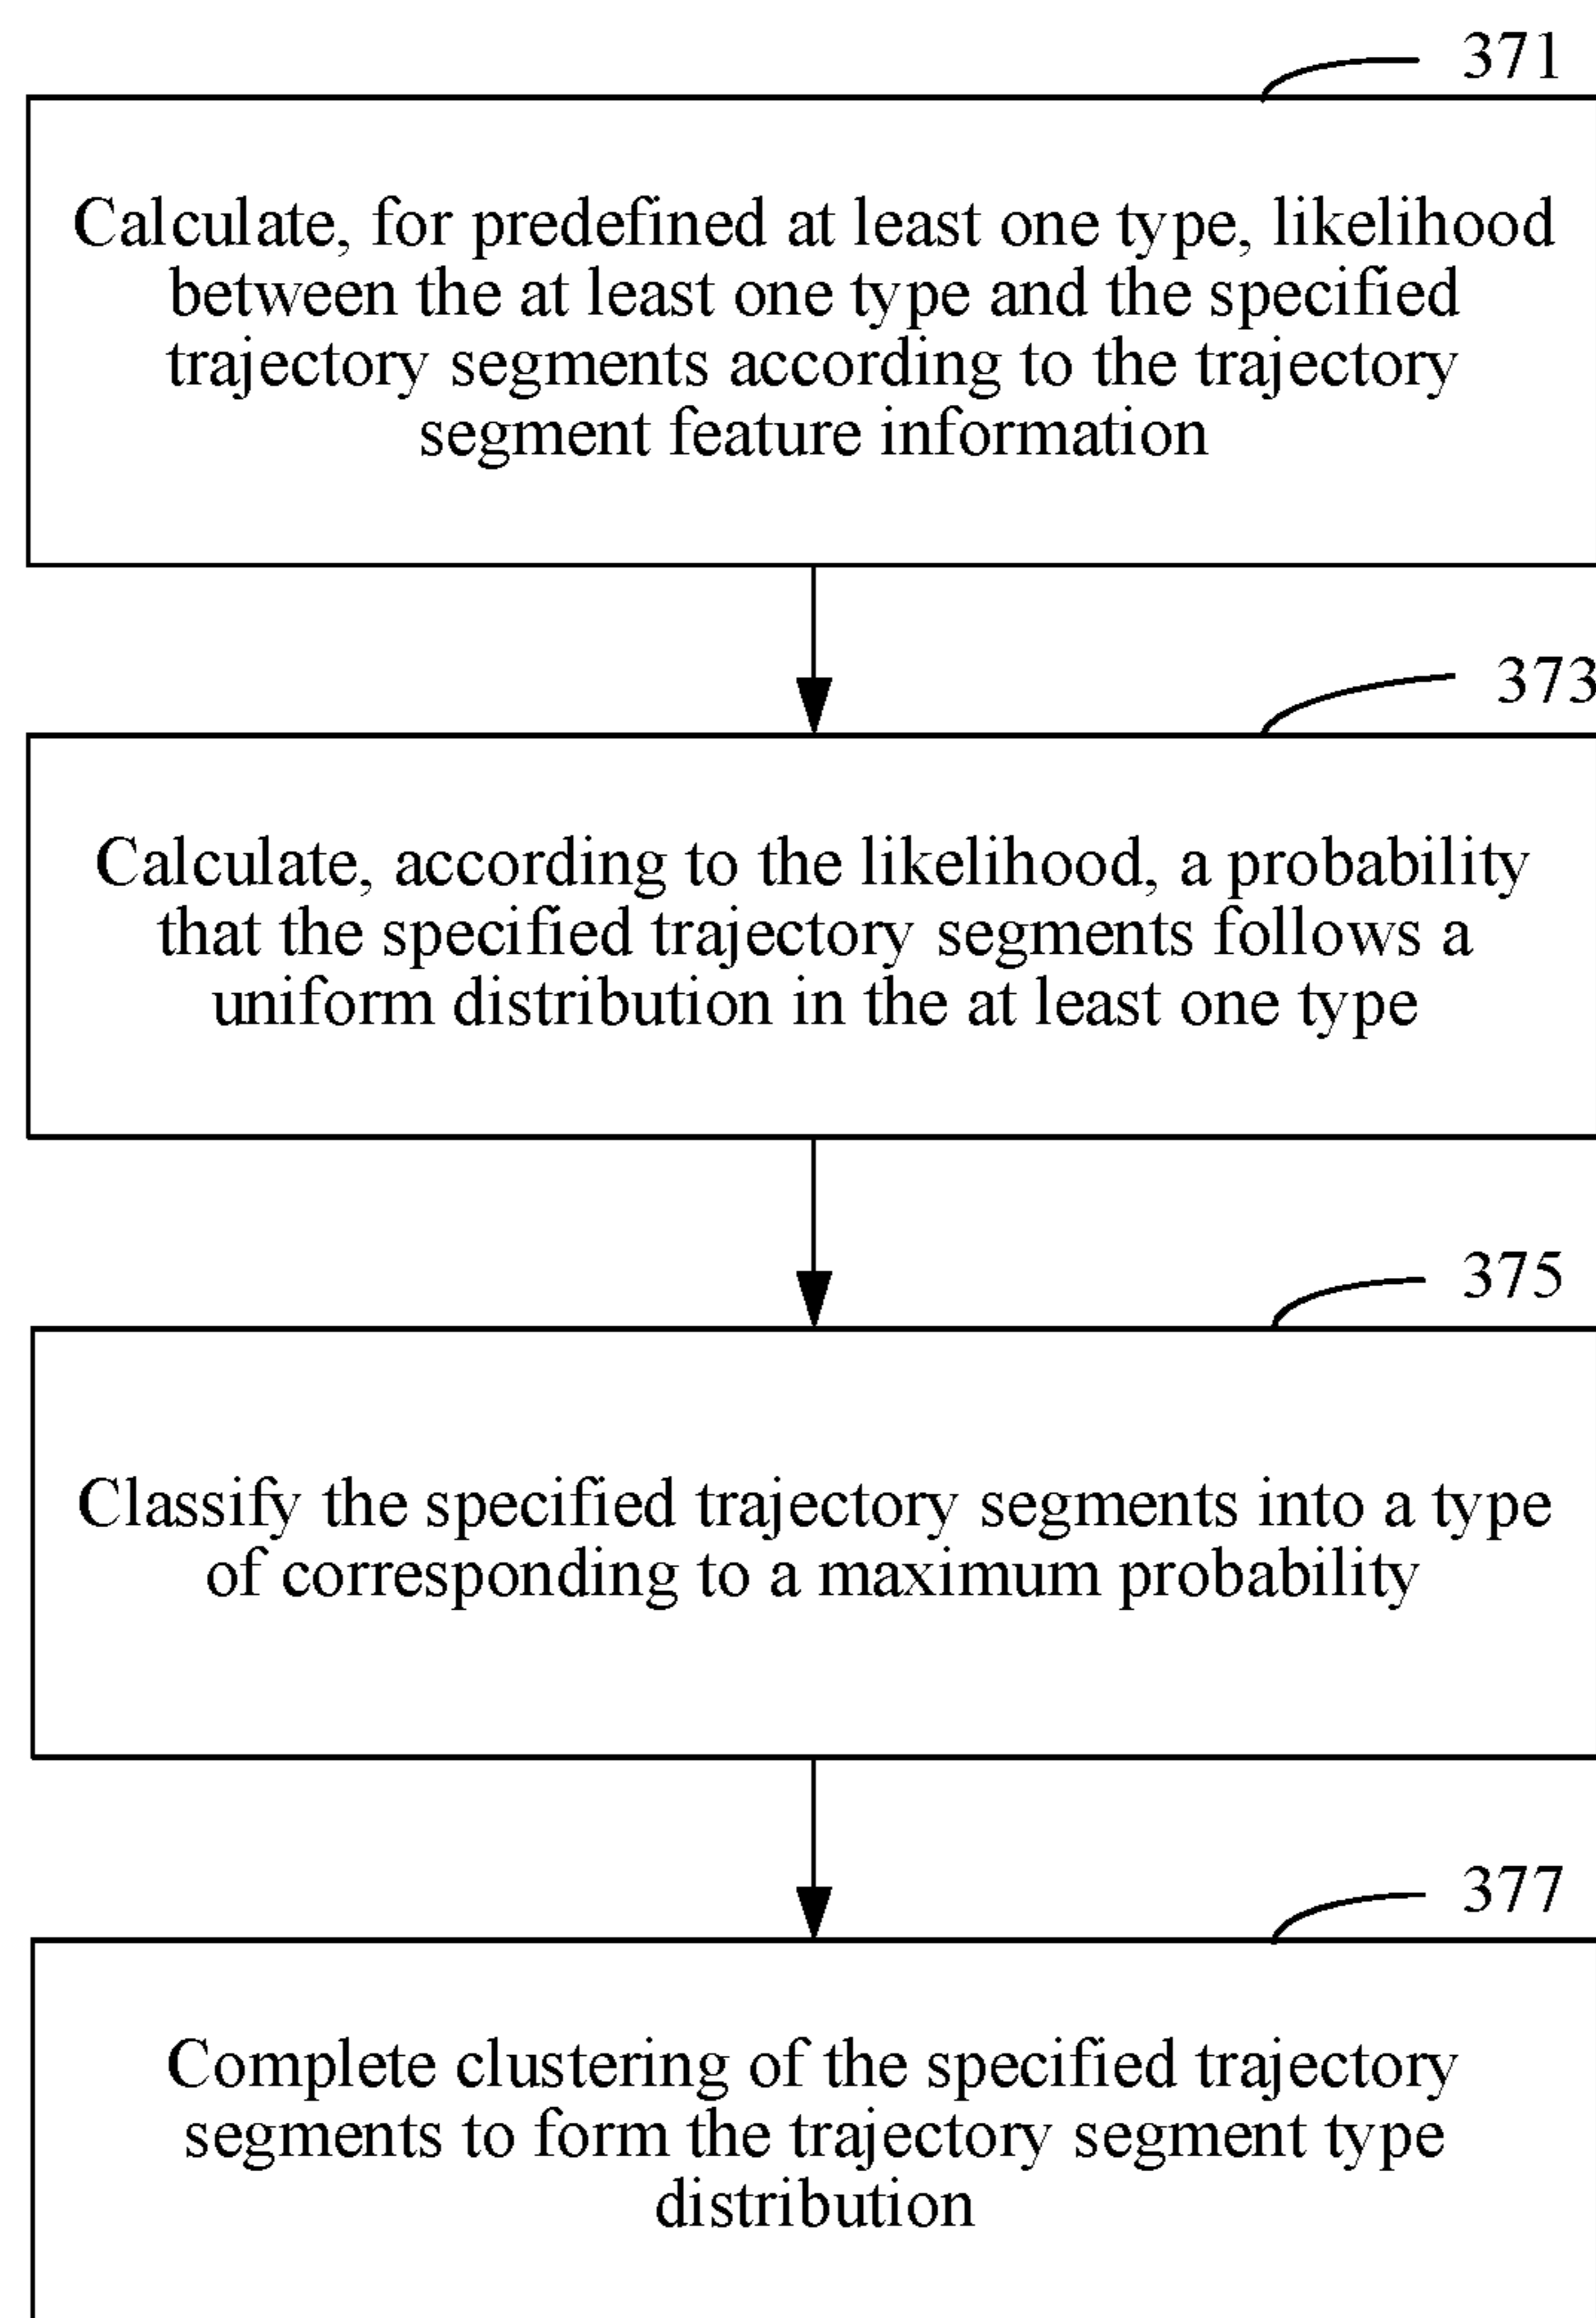 371
Calculate, for predefined at least one type, likelihood
between the at least one type and the specified
trajectory segments according to the trajectory
segment feature information
373
Calculate, according to the likelihood, a probability
that the specified trajectory segments follows a
uniform distribution in the at least one type
375
Classify the specified trajectory segments into a type
of corresponding to a maximum probability
377
Complete clustering of the specified trajectory
segments to form the trajectory segment type
distribution